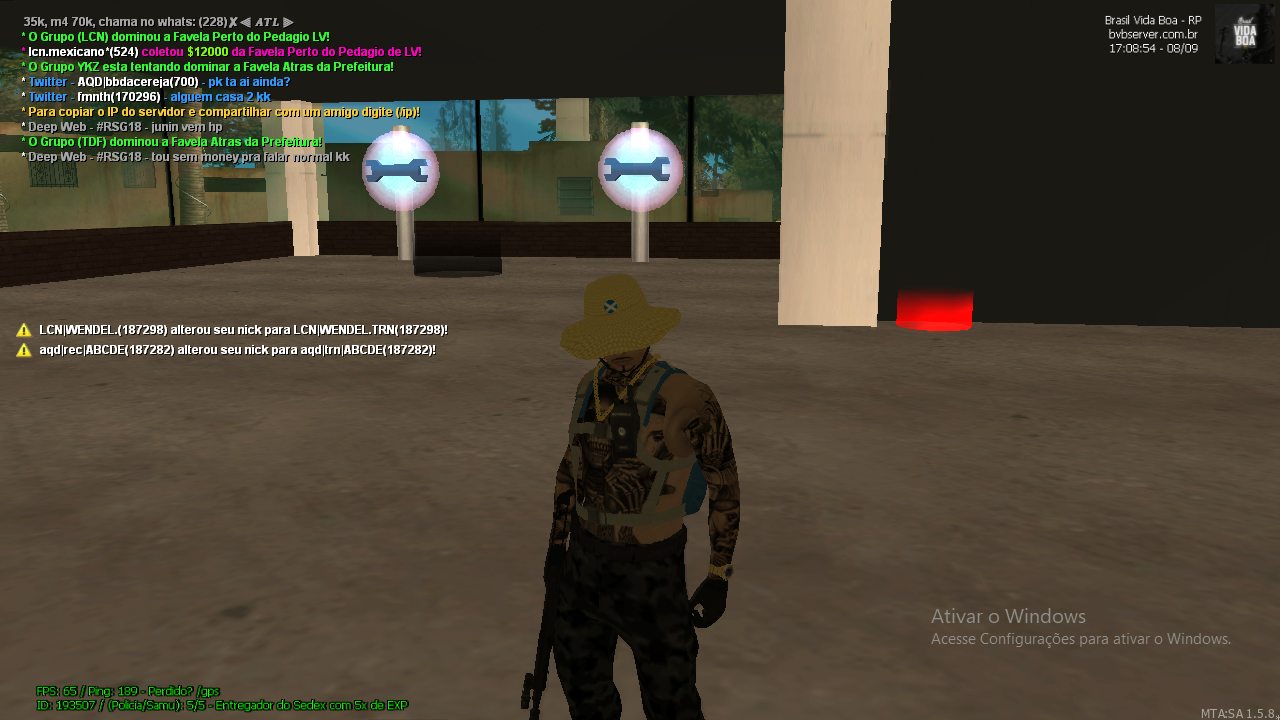 35k, m4 70k, chama no whats: (228)✘◀ 𝑨𝑻𝑳 ▶
* O Grupo (LCN) dominou a Favela Perto do Pedagio LV!
* lcn.mexicano*(524) coletou $12000 da Favela Perto do Pedagio de LV!
* O Grupo YKZ esta tentando dominar a Favela Atras da Prefeitura!
* Twitter - AQD|bbdacereja(700) - pk ta ai ainda?
* Twitter - fmnth(170296) - alguem casa 2 kk
* Para copiar o IP do servidor e compartilhar com um amigo digite (/ip)!
* Deep Web - #RSG18 - junin vem hp
* O Grupo (TDF) dominou a Favela Atras da Prefeitura!
* Deep Web - #RSG18 - tou sem money pra falar normal kk
Brasil Vida Boa - RP
bvbserver.com.br
17:08:54 - 08/09
VIDA
BOA
LCN|WENDEL.(187298) alterou seu nick para LCN|WENDEL.TRN(187298)!
aqd|rec|ABCDE(187282) alterou seu nick para aqd|trn|ABCDE(187282)!
Ativar o Windows
Acesse Configurações para ativar o Windows.
FPS: 65 / Ping: 189 - Perdido? /gps
ID: 193507 / (Policia/Samu): 5/5 - Entregador do Sedex com 5x de EXP
MTA:SA 1.5.8